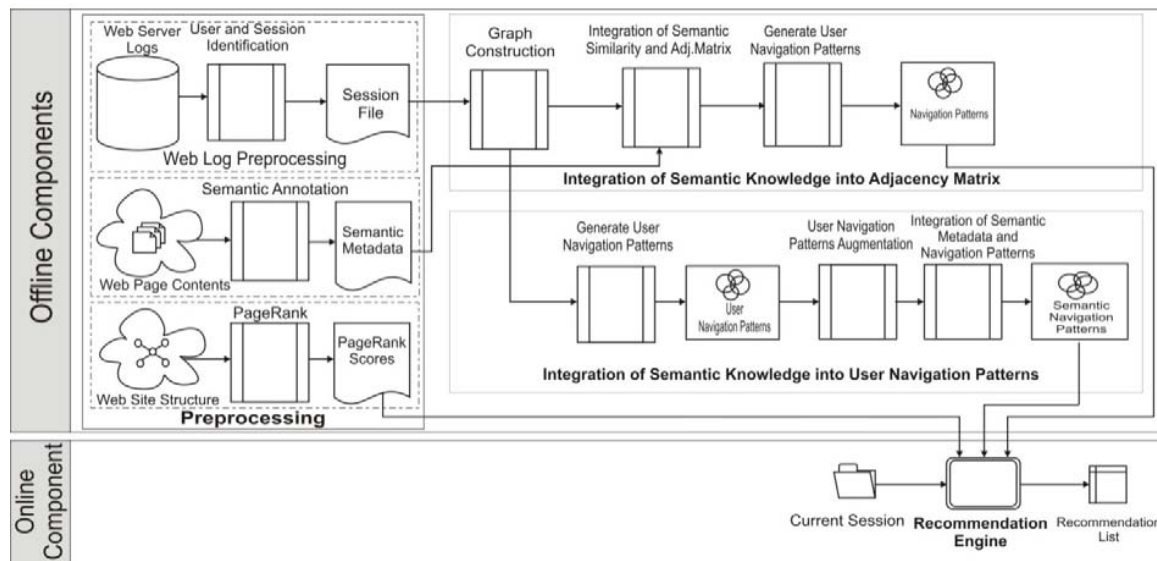 Offline Components
Web Server
Logs
User and Session
Identification
Session
File
Web Log Preprocessing
Semantic Annotation
Semantic
Metadata
Web Page Contents
PageRank
PageRank
Scores
Web Site Structure
Preprocessing
Graph
Construction
Integration of Semantic
Similarity and Adj.Matrix
Generate User
Navigation Patterns
Navigation Patterns
Integration of Semantic Knowledge into Adjacency Matrix
Generate User
Navigation Patterns
User
Navigation Patterns
User Navigation
Patterns Augmentation
Integration of Semantic
Metadata and
Navigation Patterns
Semantic
Navigation
Patterns
Integration of Semantic Knowledge into User Navigation Patterns
Online
Component
Current Session
Recommendation
Engine
Recommendation
List